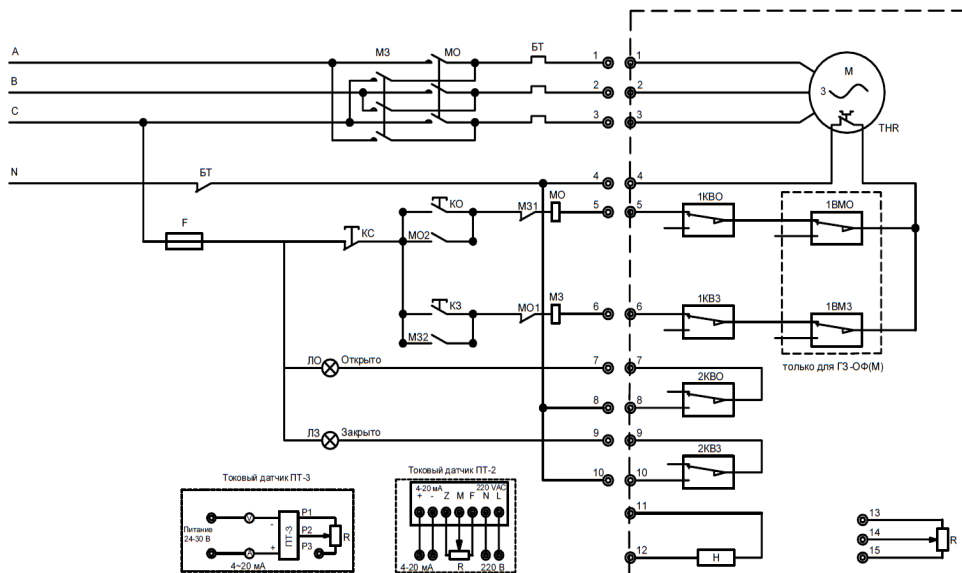 A
МЗ
МО
БТ
1
1
М
B
2
2
3
C
3
3
THR
N
БТ
4
4
МО
КО
МЗ1
5
5
1КВО
1ВМО
F
КС
МО2
КЗ
МО1
МЗ
6
6
1КВЗ
1ВМЗ
МЗ2
ЛО
Открыто
7
7
только для ГЗ-ОФ(М)
2КВО
8
8
ЛЗ
Закрыто
9
9
2КВЗ
10
10
Токовый датчик ПТ-3
Токовый датчик ПТ-2
4-20 мА
220 VAC
+ - Z M F N L
P1
Питание
24-30 В
V
-
ПТ-3
P2
R
A
+
P3
4~20 мА
4-20 мА
R
220 В
11
12
Н
13
14
R
15